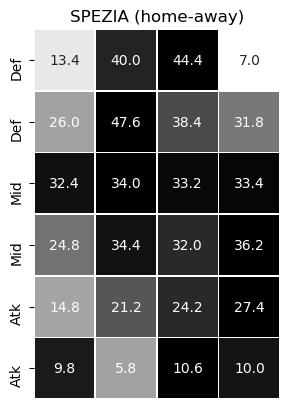 SPEZIA (home-away)
Def 13.4 40.0 44.4 7.0
Def 26.0 47.6 38.4 31.8
Mid 32.4 34.0 33.2 33.4
Mid 24.8 34.4 32.0 36.2
Atk 14.8 21.2 24.2 27.4
Atk 9.8 5.8 10.6 10.0